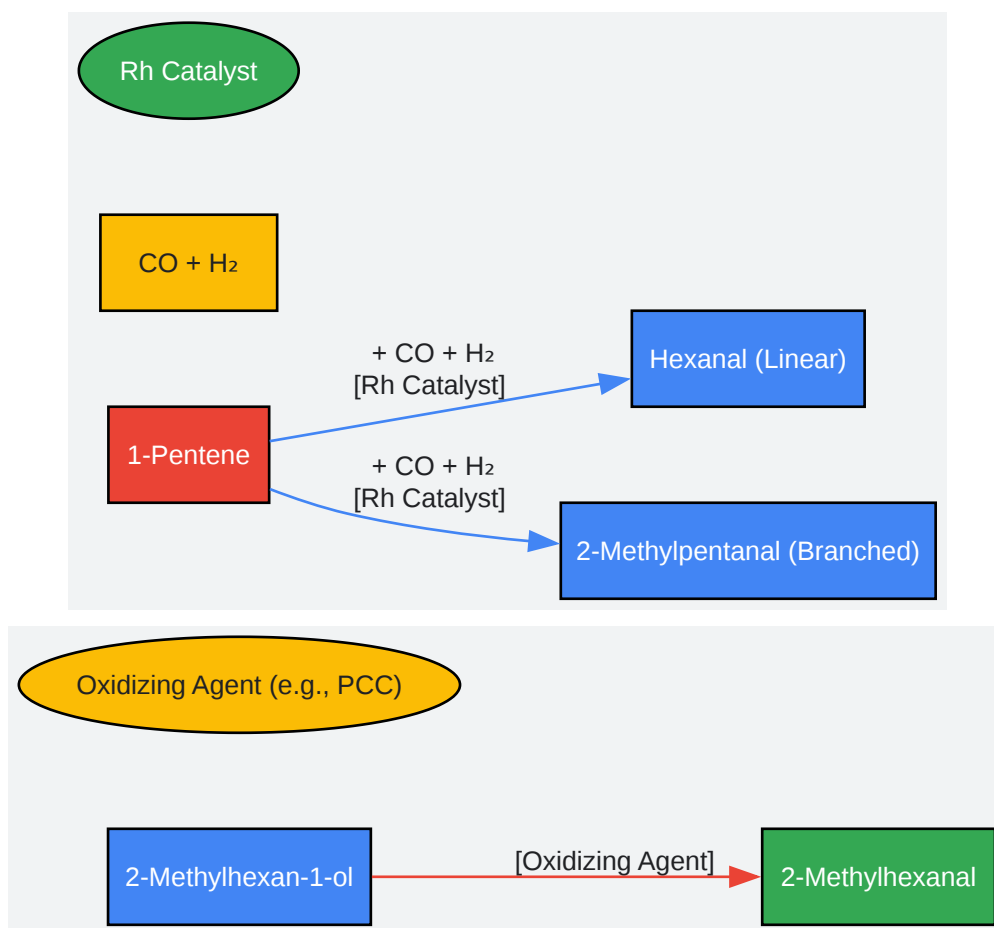 Rh Catalyst
CO + H₂
+ CO + H₂
[Rh Catalyst]
Hexanal (Linear)
1-Pentene
+ CO + H₂
[Rh Catalyst]
2-Methylpentanal (Branched)
Oxidizing Agent (e.g., PCC)
2-Methylhexan-1-ol
[Oxidizing Agent]
2-Methylhexanal